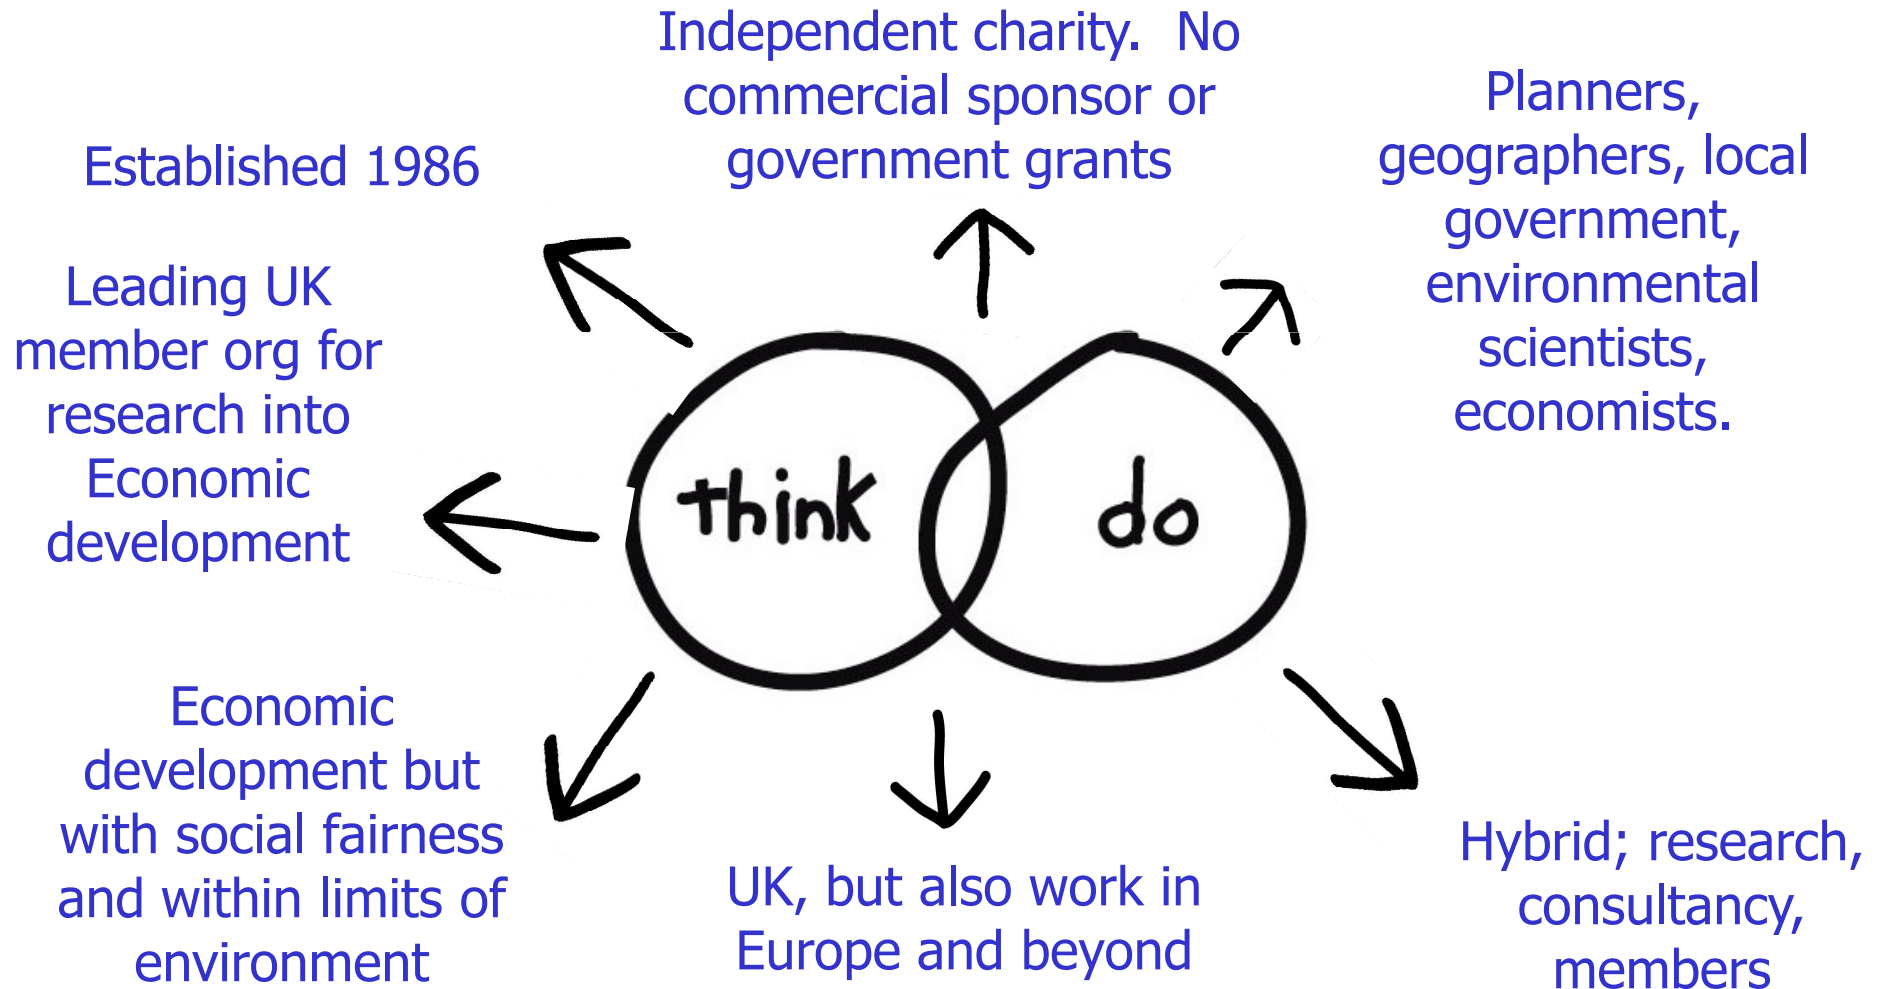 Independent charity.  No
commercial sponsor or
government grants
Planners,
geographers, local
government,
environmental
scientists,
economists.
Established 1986
Leading UK
member org for
research into
Economic
development
think
do
Economic
development but
with social fairness
and within limits of
environment
UK, but also work in
Europe and beyond
Hybrid; research,
consultancy,
members